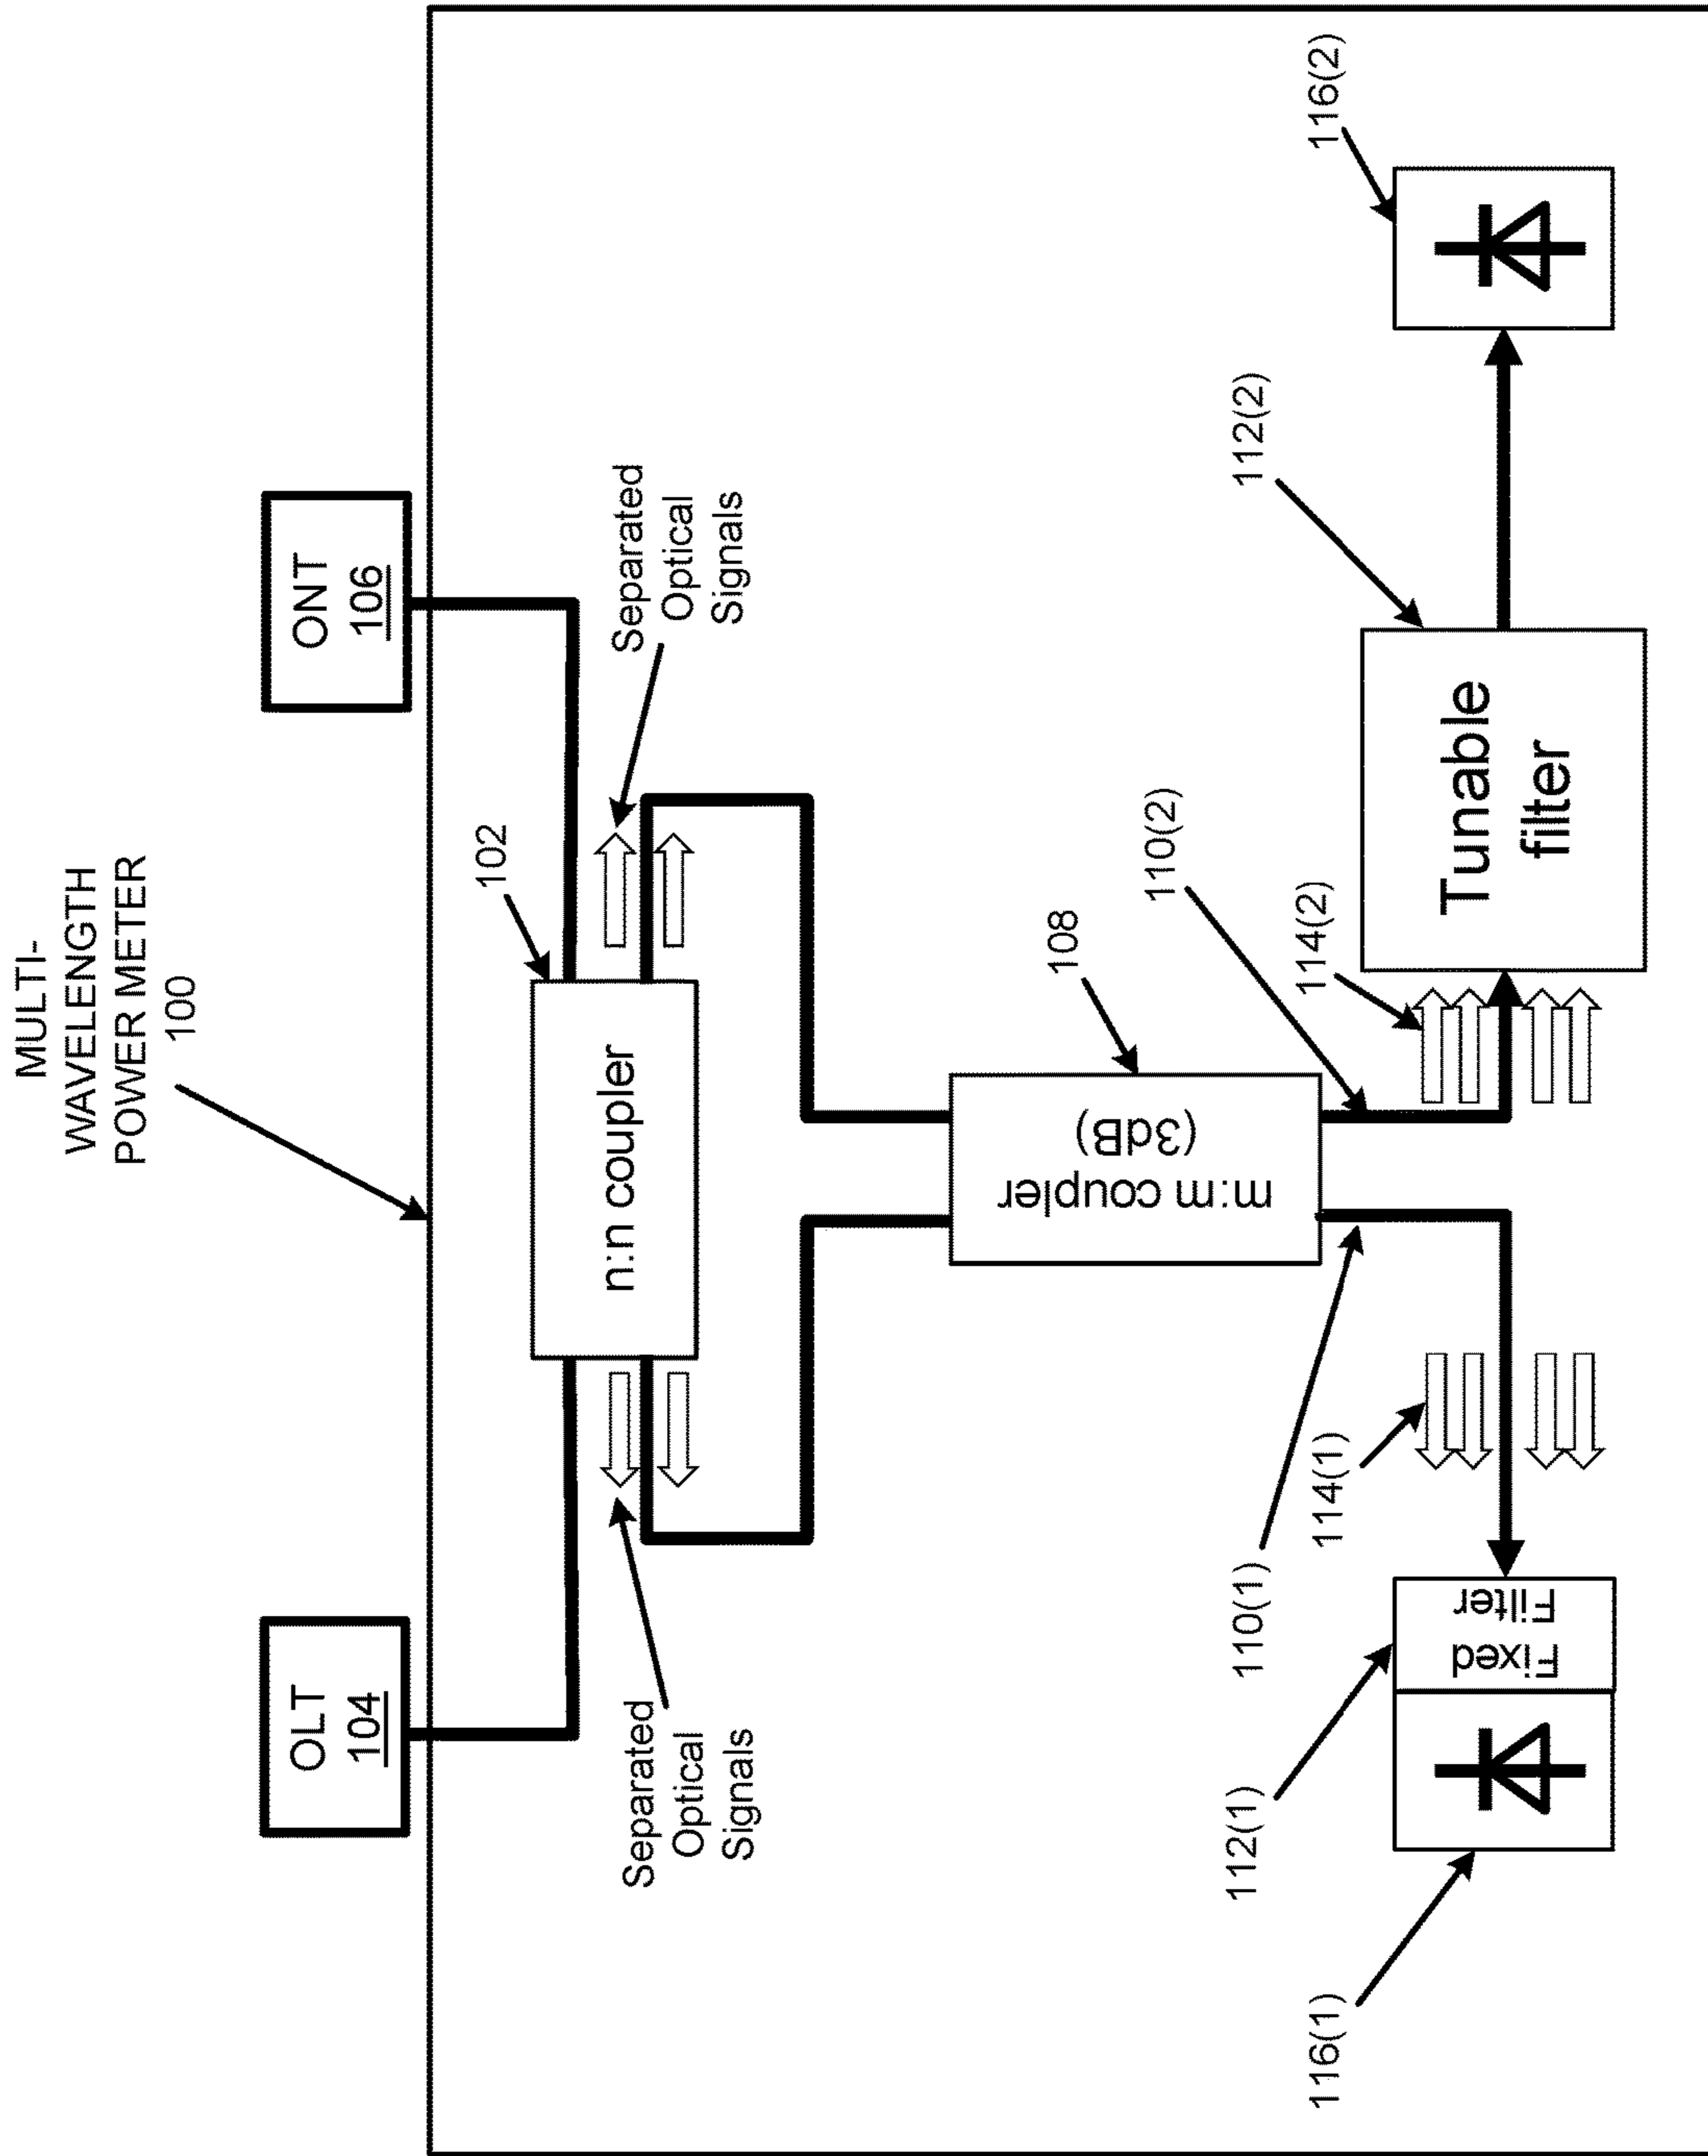 MULTI-
WAVELENGTH
POWER METER
100
OLT
104
ONT
106
102
n:n coupler
Separated
Optical
Signals
Separated
Optical
Signals
108
m:m coupler
(3dB)
110(1)
110(2)
114(1)
114(2)
112(1)
112(2)
Fixed
Filter
Tunable
filter
116(1)
116(2)